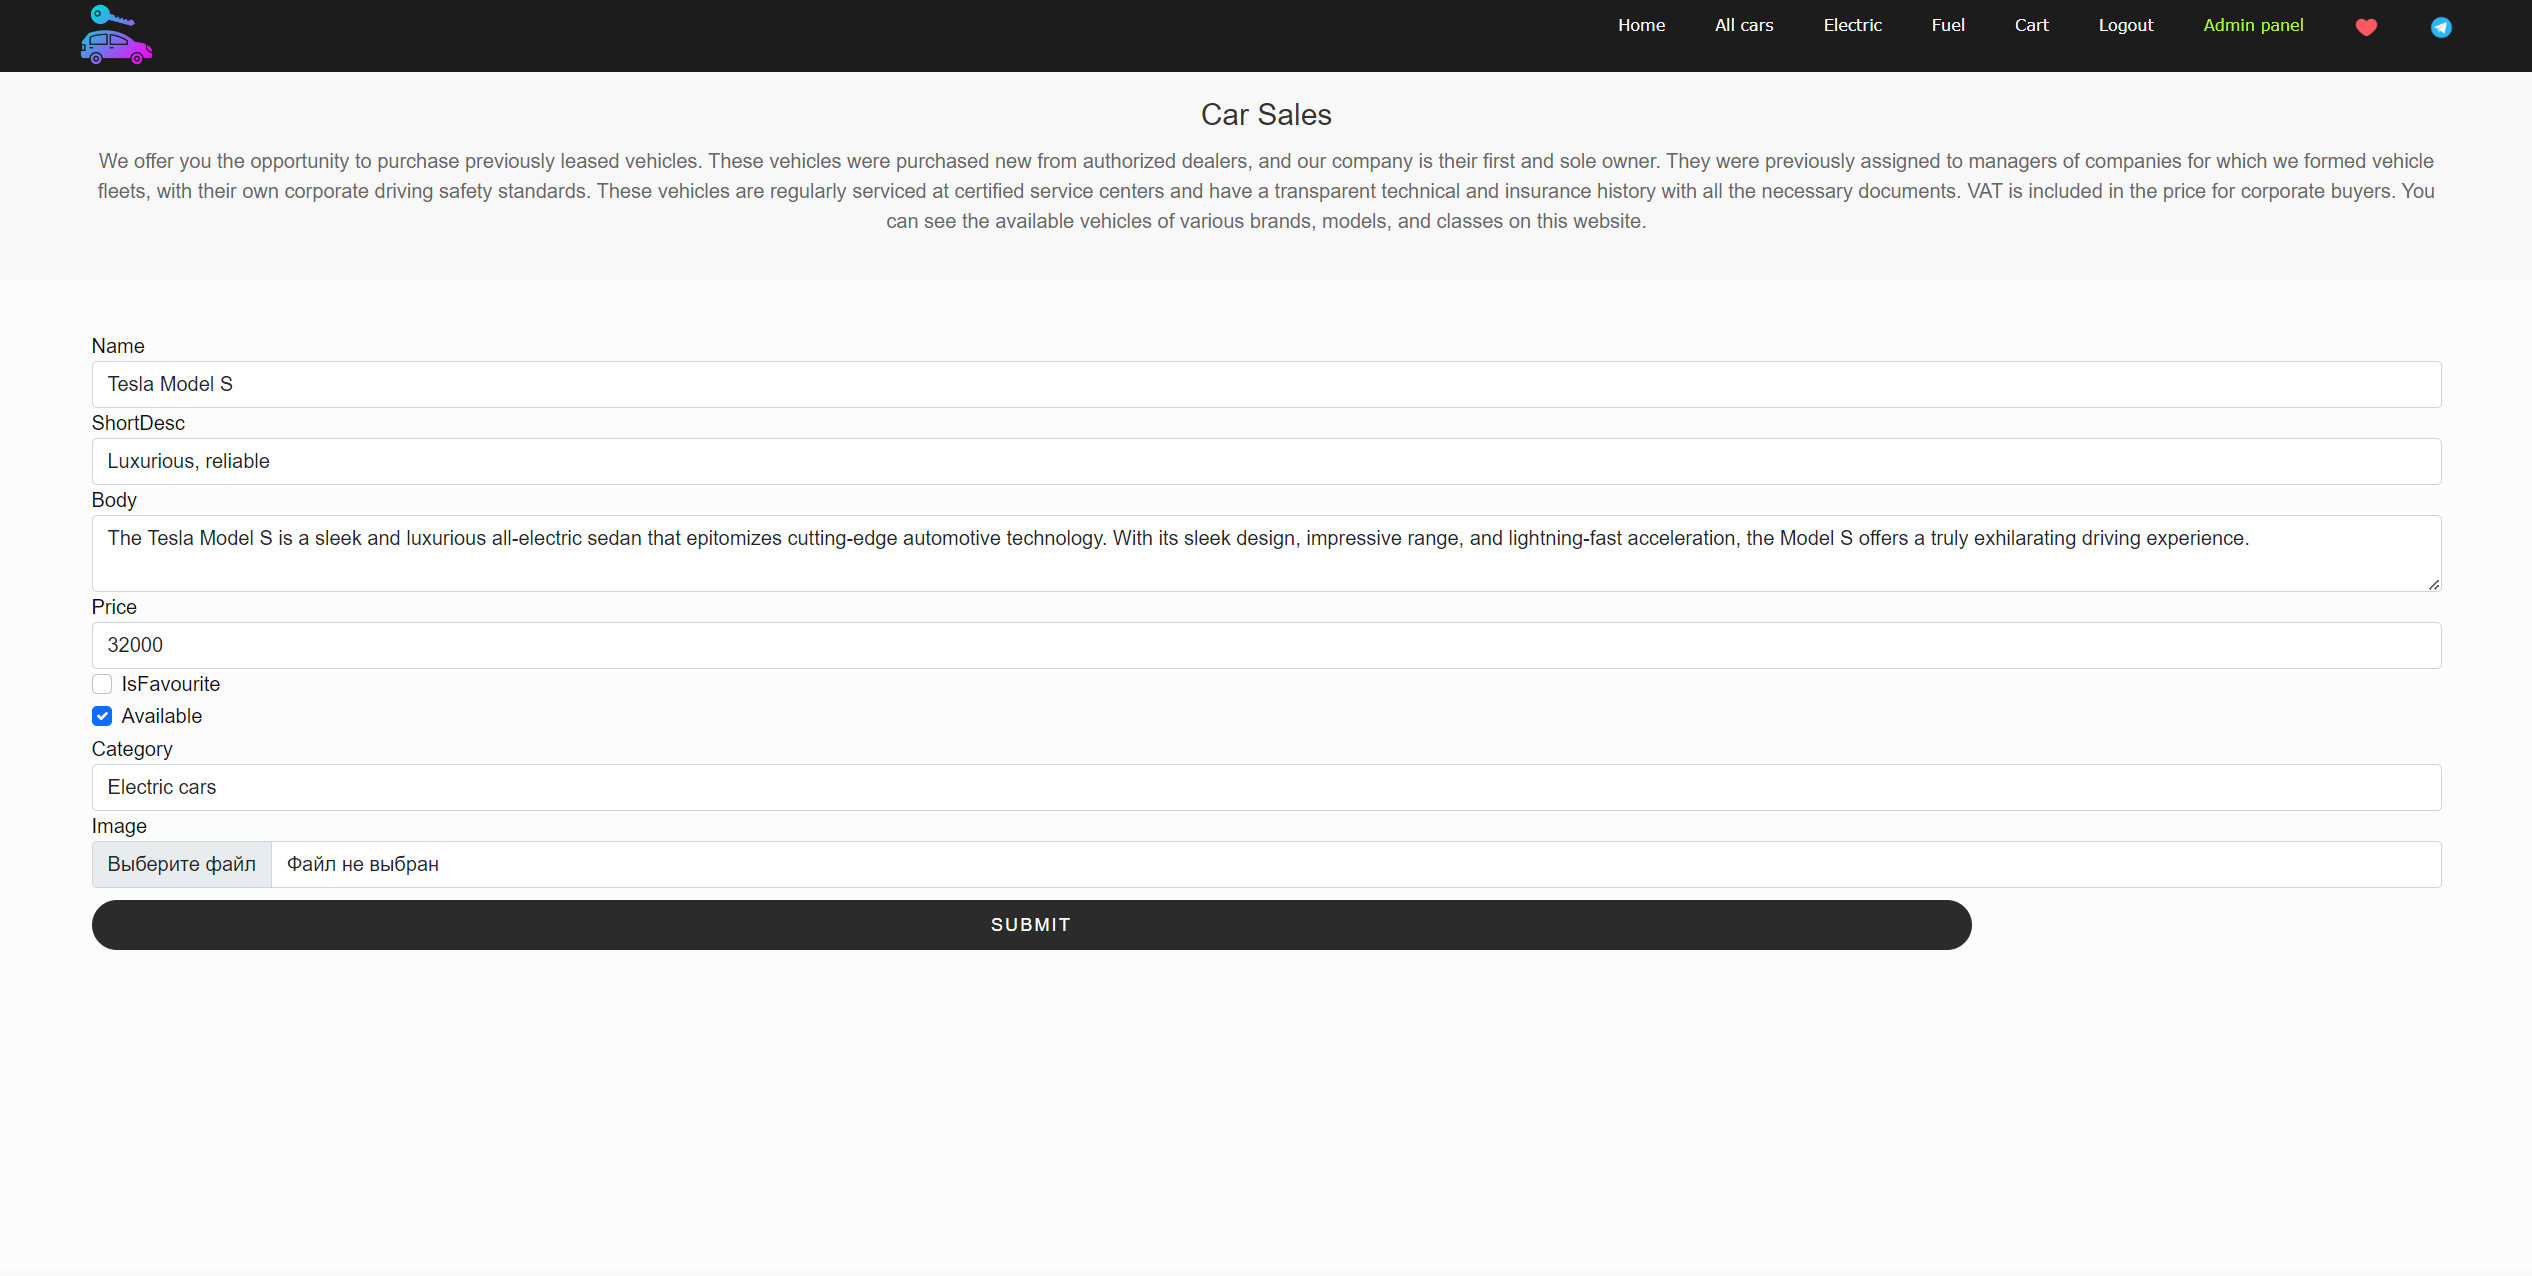 Home All cars Electric Fuel Cart Logout Admin panel
Car Sales
We offer you the opportunity to purchase previously leased vehicles. These vehicles were purchased new from authorized dealers, and our company is their first and sole owner. They were previously assigned to managers of companies for which we formed vehicle
fleets, with their own corporate driving safety standards. These vehicles are regularly serviced at certified service centers and have a transparent technical and insurance history with all the necessary documents. VAT is included in the price for corporate buyers. You
can see the available vehicles of various brands, models, and classes on this website.
Name
Tesla Model S
ShortDesc
Luxurious, reliable
Body
The Tesla Model S is a sleek and luxurious all-electric sedan that epitomizes cutting-edge automotive technology. With its sleek design, impressive range, and lightning-fast acceleration, the Model S offers a truly exhilarating driving experience.
Price
32000
IsFavourite
Available
Category
Electric cars
Image
Выберите файл Файл не выбран
SUBMIT